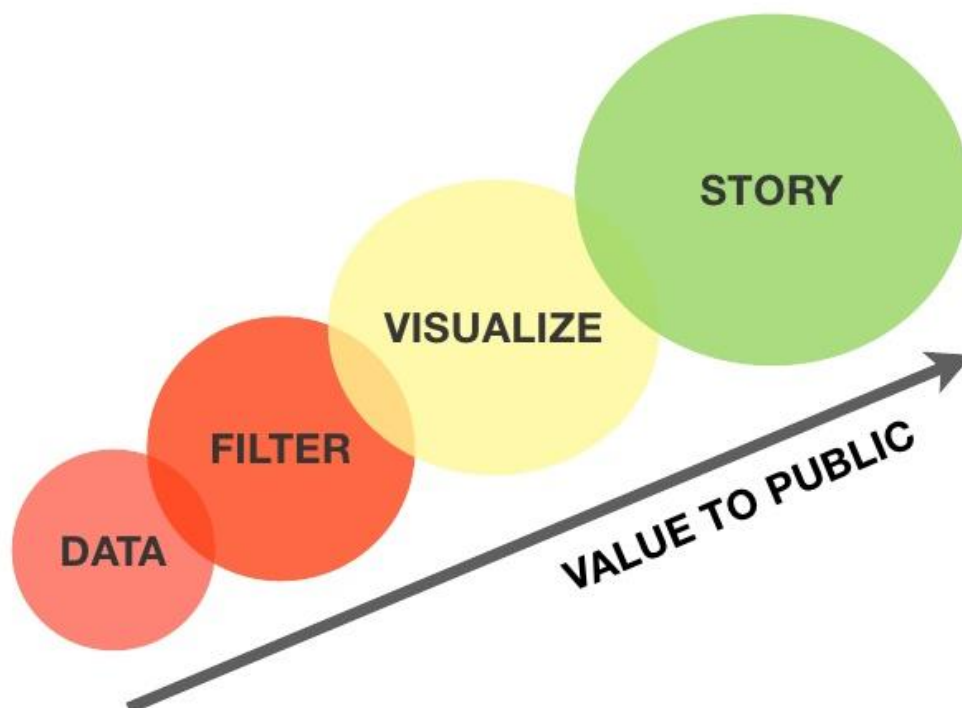 STORY
VISUALIZE
FILTER
DATA
VALUE TO PUBLIC